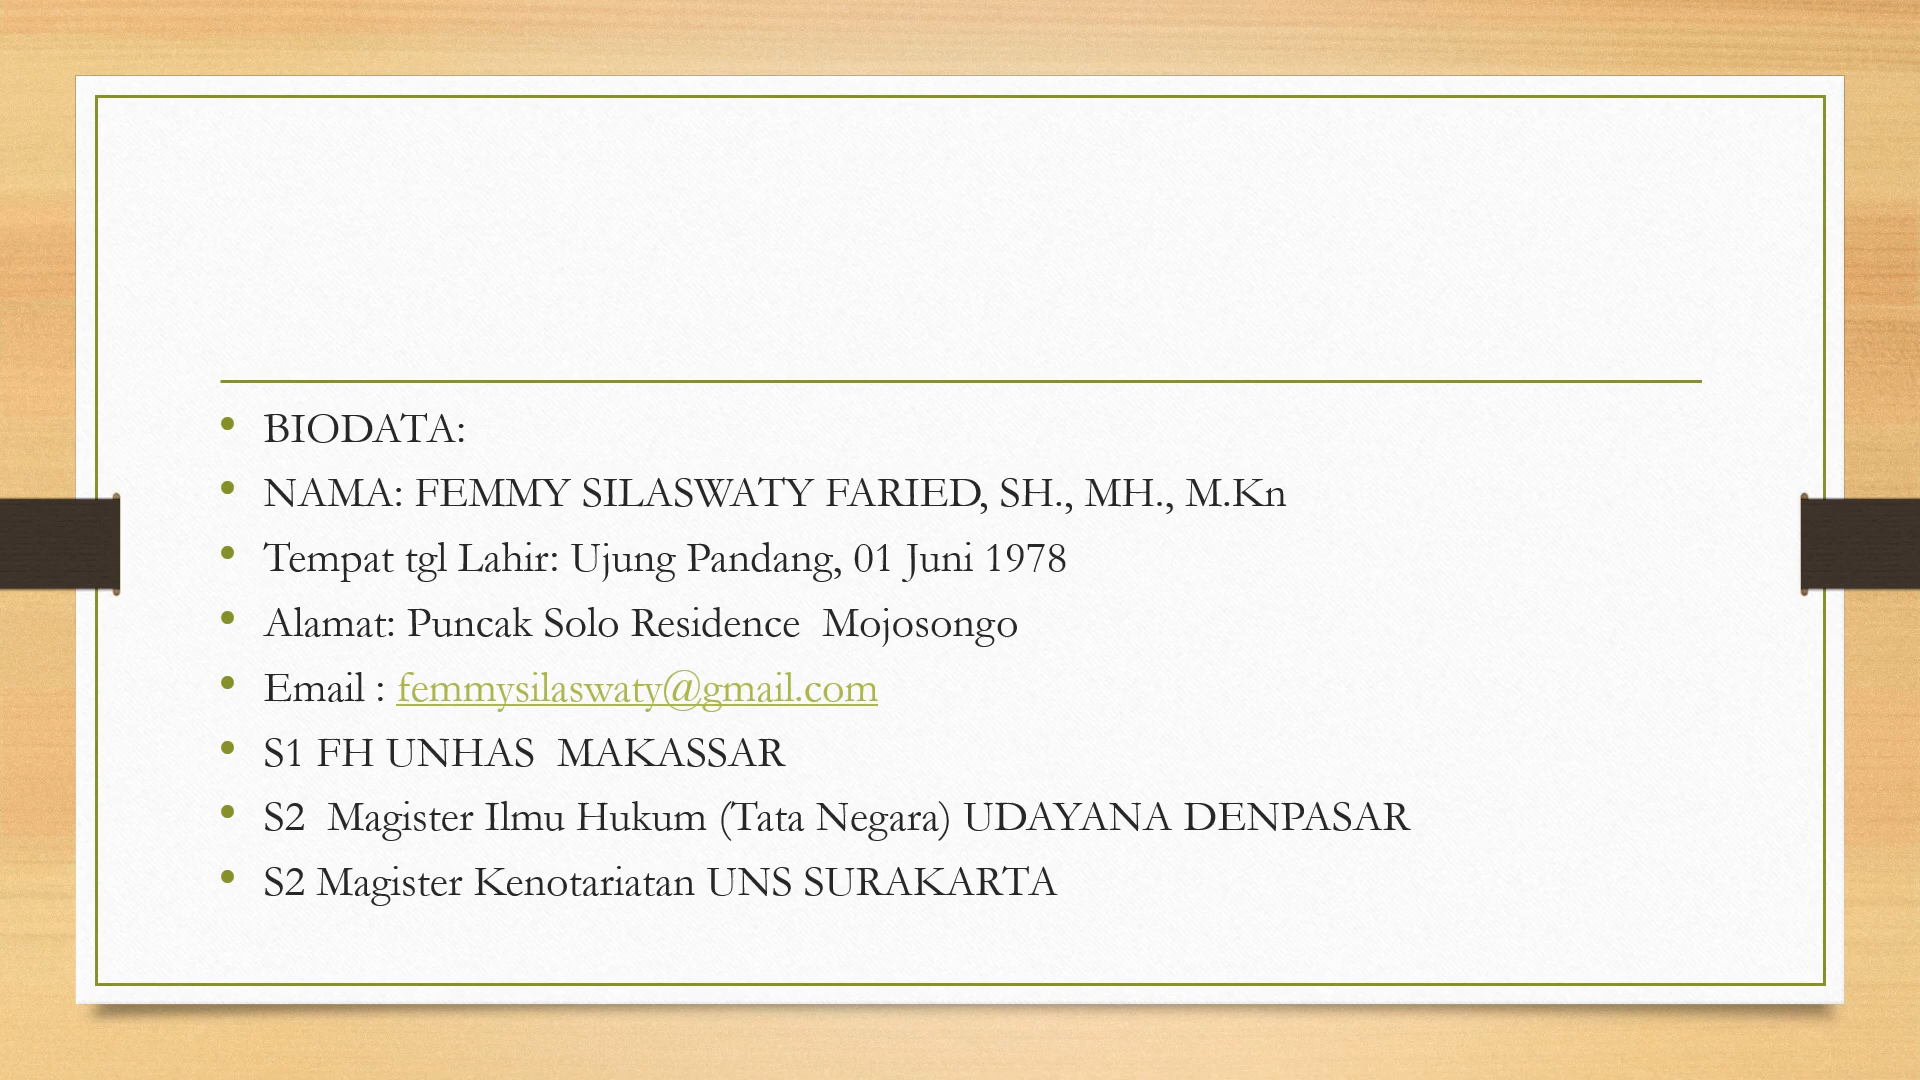 • BIODATA:
• NAMA: FEMMY SILASWATY FARIED, SH., MH., M.Kn
• Tempat tgl Lahir: Ujung Pandang, 01 Juni 1978
• Alamat: Puncak Solo Residence  Mojosongo
• Email : femmysilaswaty@gmail.com
• S1 FH UNHAS  MAKASSAR
• S2  Magister Ilmu Hukum (Tata Negara) UDAYANA DENPASAR
• S2 Magister Kenotariatan UNS SURAKARTA